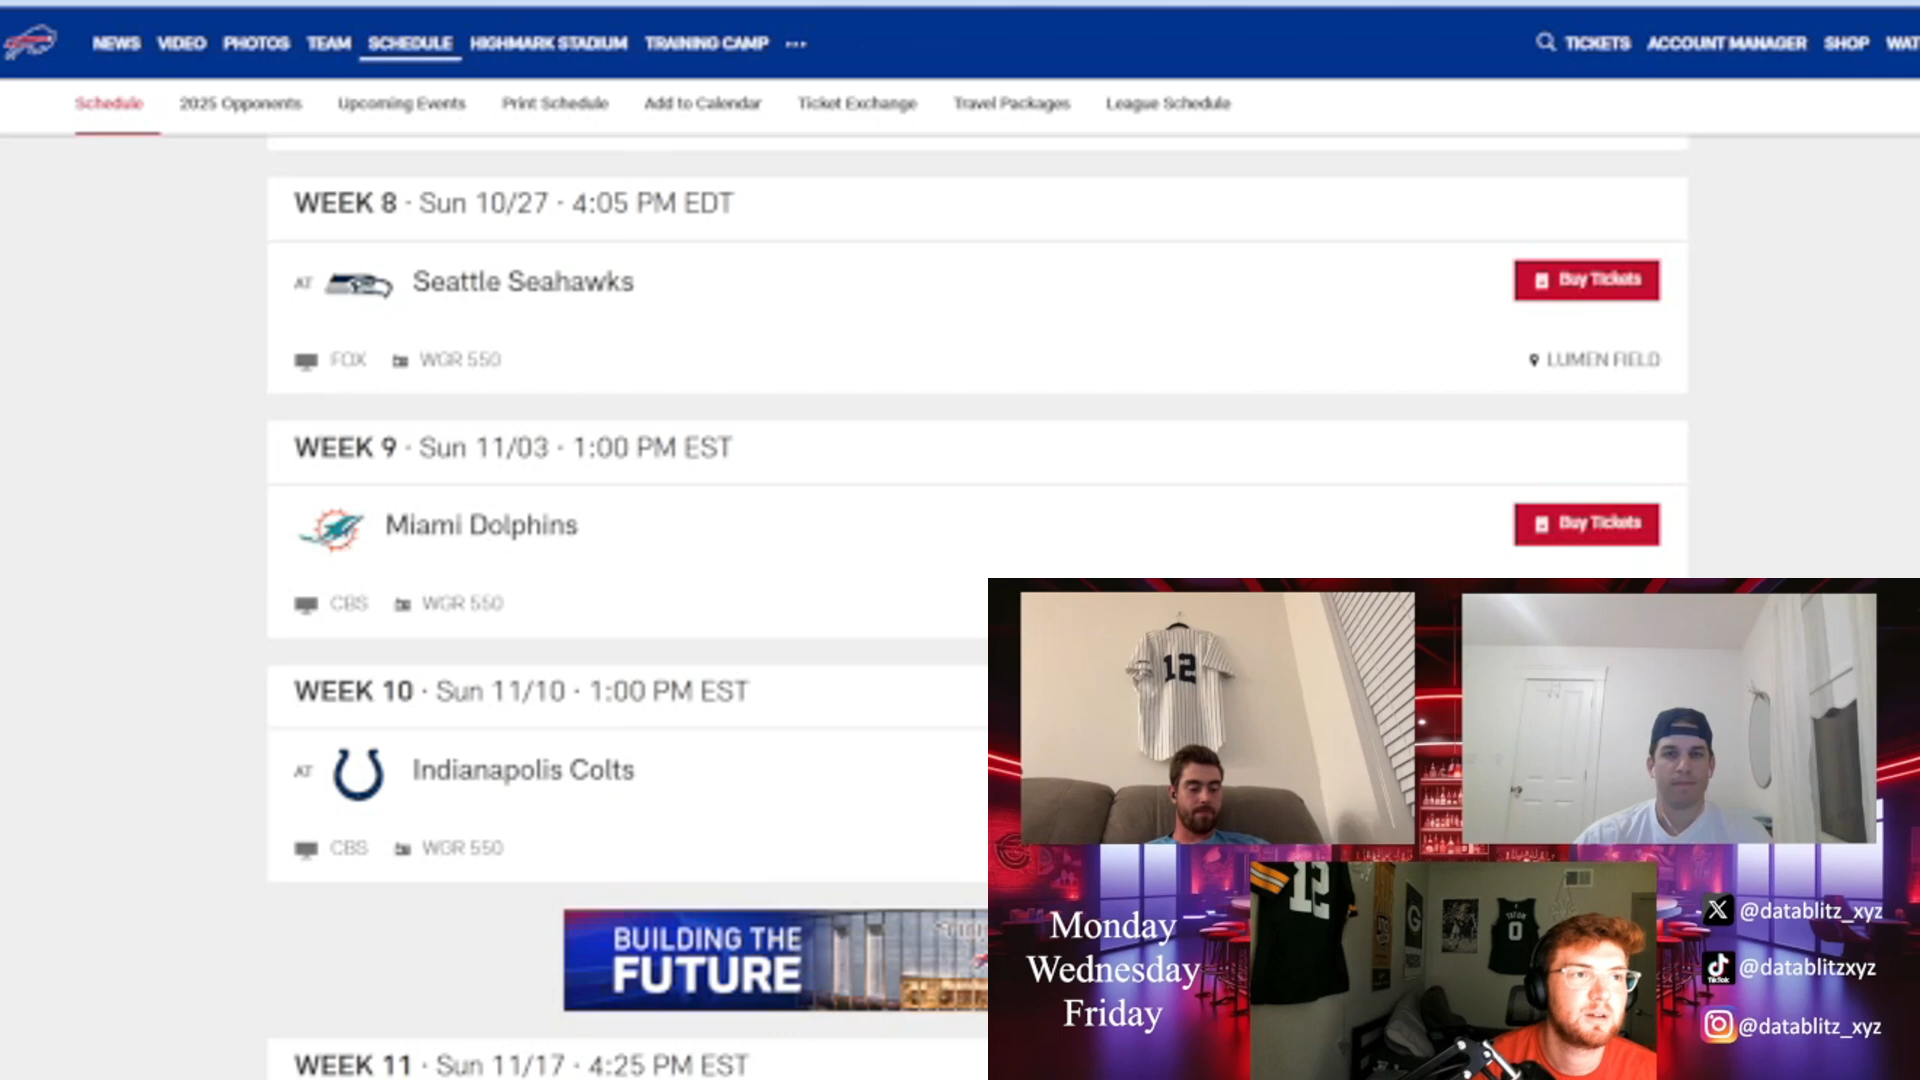 NEWS VIDEO PHOTOS TEAM SCHEDULE HIGHMARK STADIUM TRAINING CAMP ••• TICKETS ACCOUNT MANAGER SHOP WAT
Schedule 2025 Opponents Upcoming Events Print Schedule Add to Calendar Ticket Exchange Travel Packages League Schedule
WEEK 8 · Sun 10/27 · 4:05 PM EDT
AT Seattle Seahawks Buy Tickets
FOX WGR 550 LUMEN FIELD
WEEK 9 · Sun 11/03 · 1:00 PM EST
Miami Dolphins Buy Tickets
CBS WGR 550
WEEK 10 · Sun 11/10 · 1:00 PM EST
AT Indianapolis Colts
CBS WGR 550
BUILDING THE
FUTURE
WEEK 11 · Sun 11/17 · 4:25 PM EST
12
12
TATUM
0
G
Monday
Wednesday
Friday
@datablitz_xyz
TikTok
@datablitzxyz
@datablitz_xyz